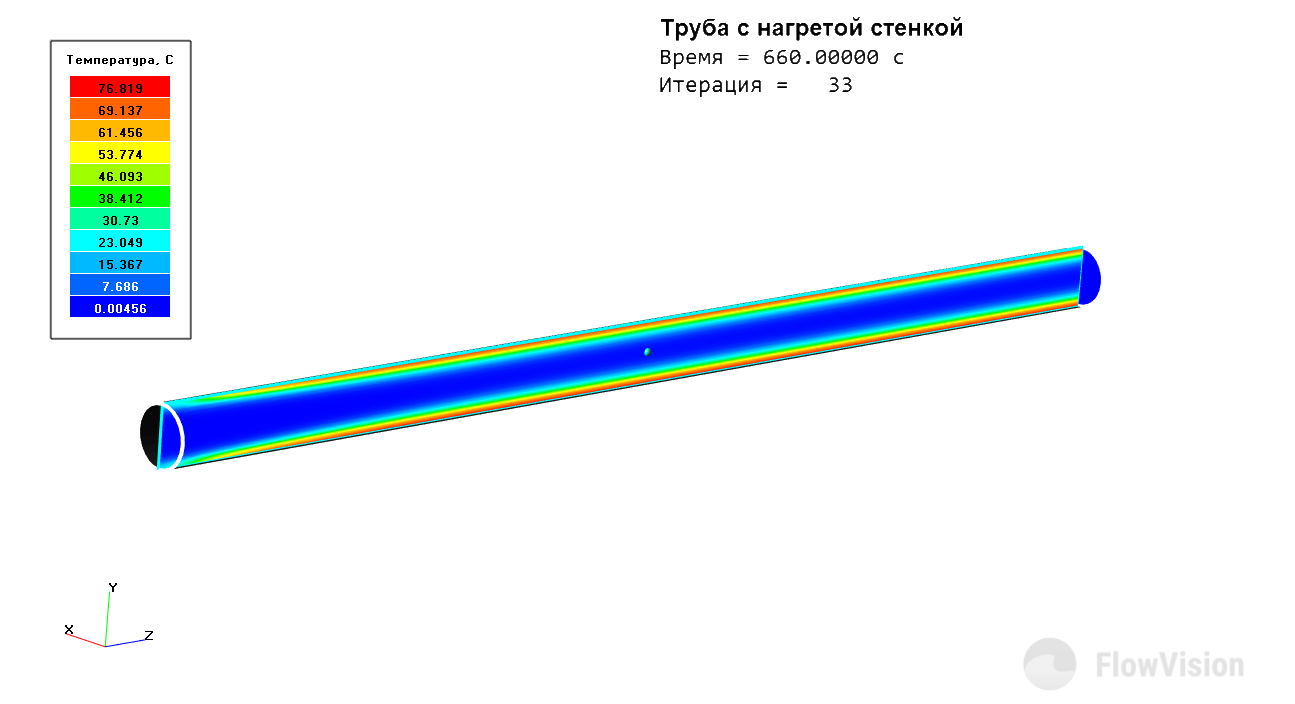 Труба с нагретой стенкой
Время = 660.00000 с
Итерация = 33
Температура, С
76.819
69.137
61.456
53.774
46.093
38.412
30.73
23.049
15.367
7.686
0.00456
Y
X
Z
FlowVision